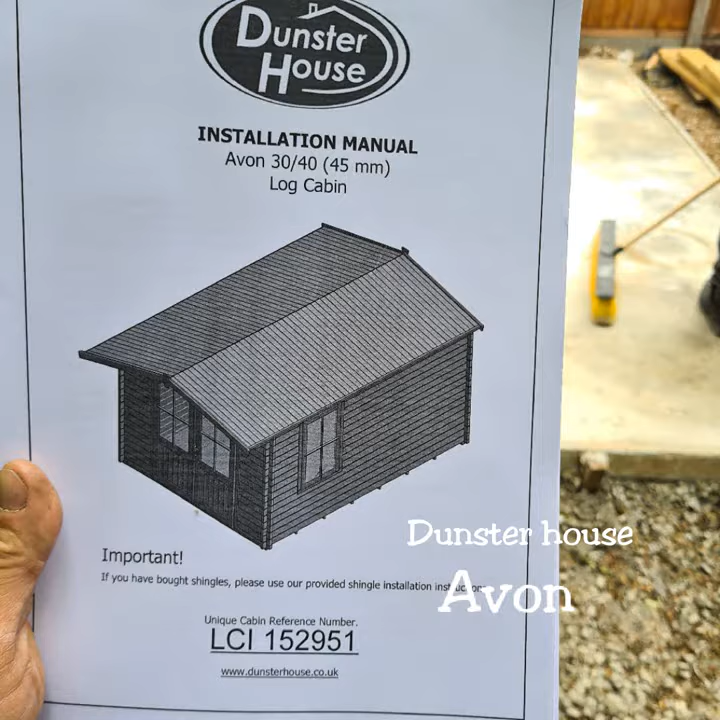 Dunster
House
INSTALLATION MANUAL
Avon 30/40 (45 mm)
Log Cabin
Important!
If you have bought shingles, please use our provided shingle installation instructions
Unique Cabin Reference Number.
LCI 152951
www.dunsterhouse.co.uk
Dunster house
Avon